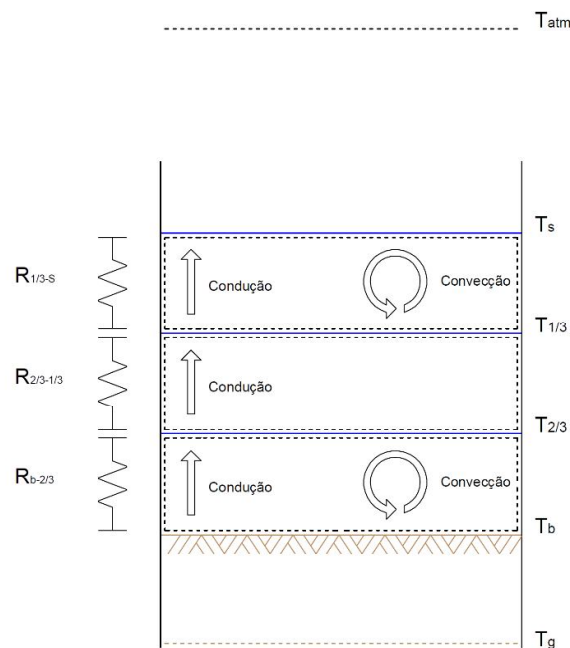 Tatm
Ts
R1/3-S
Condução
Convecção
T1/3
R2/3-1/3
Condução
T2/3
Rb-2/3
Condução
Convecção
Tb
Tg